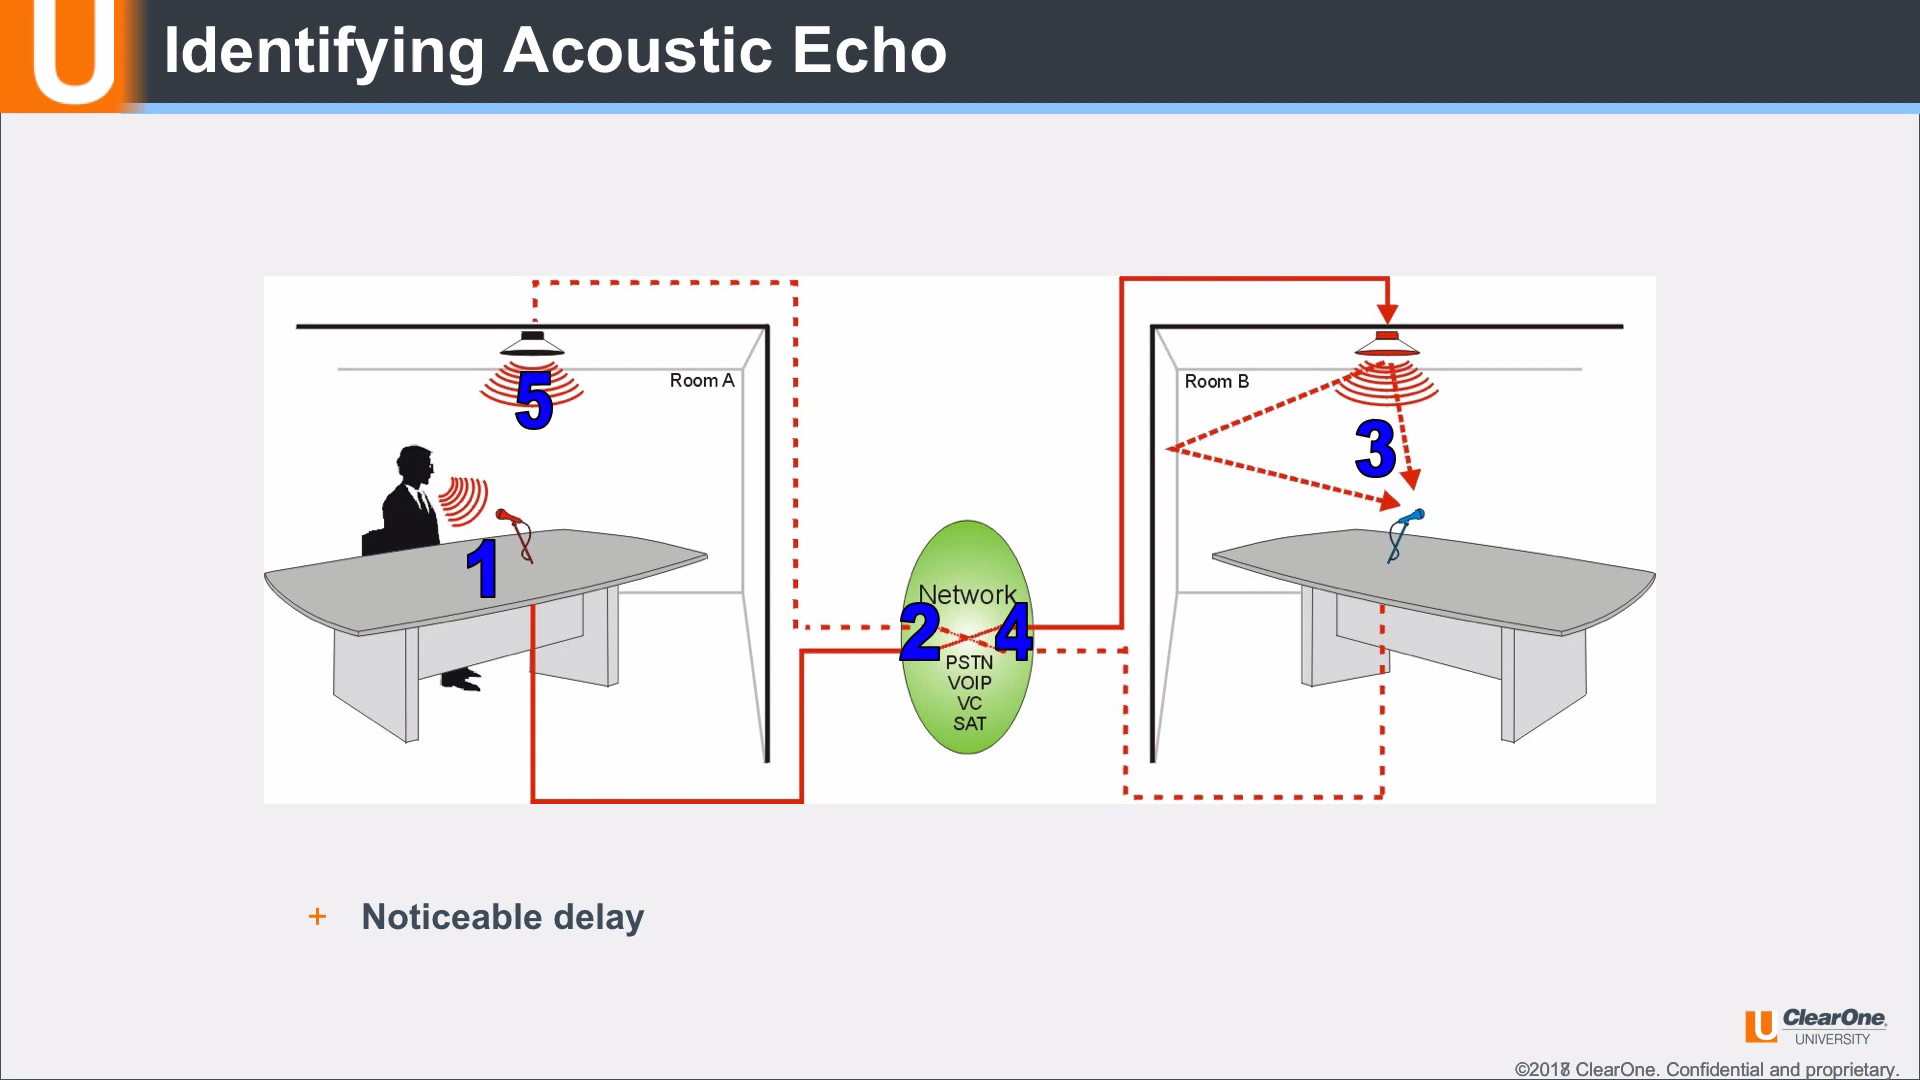 U Identifying Acoustic Echo
5
Room A
Room B
3
1
Network
2 4
PSTN
VOIP
VC
SAT
+ Noticeable delay
U ClearOne.
UNIVERSITY
ClearOne. Confidential and proprietary.